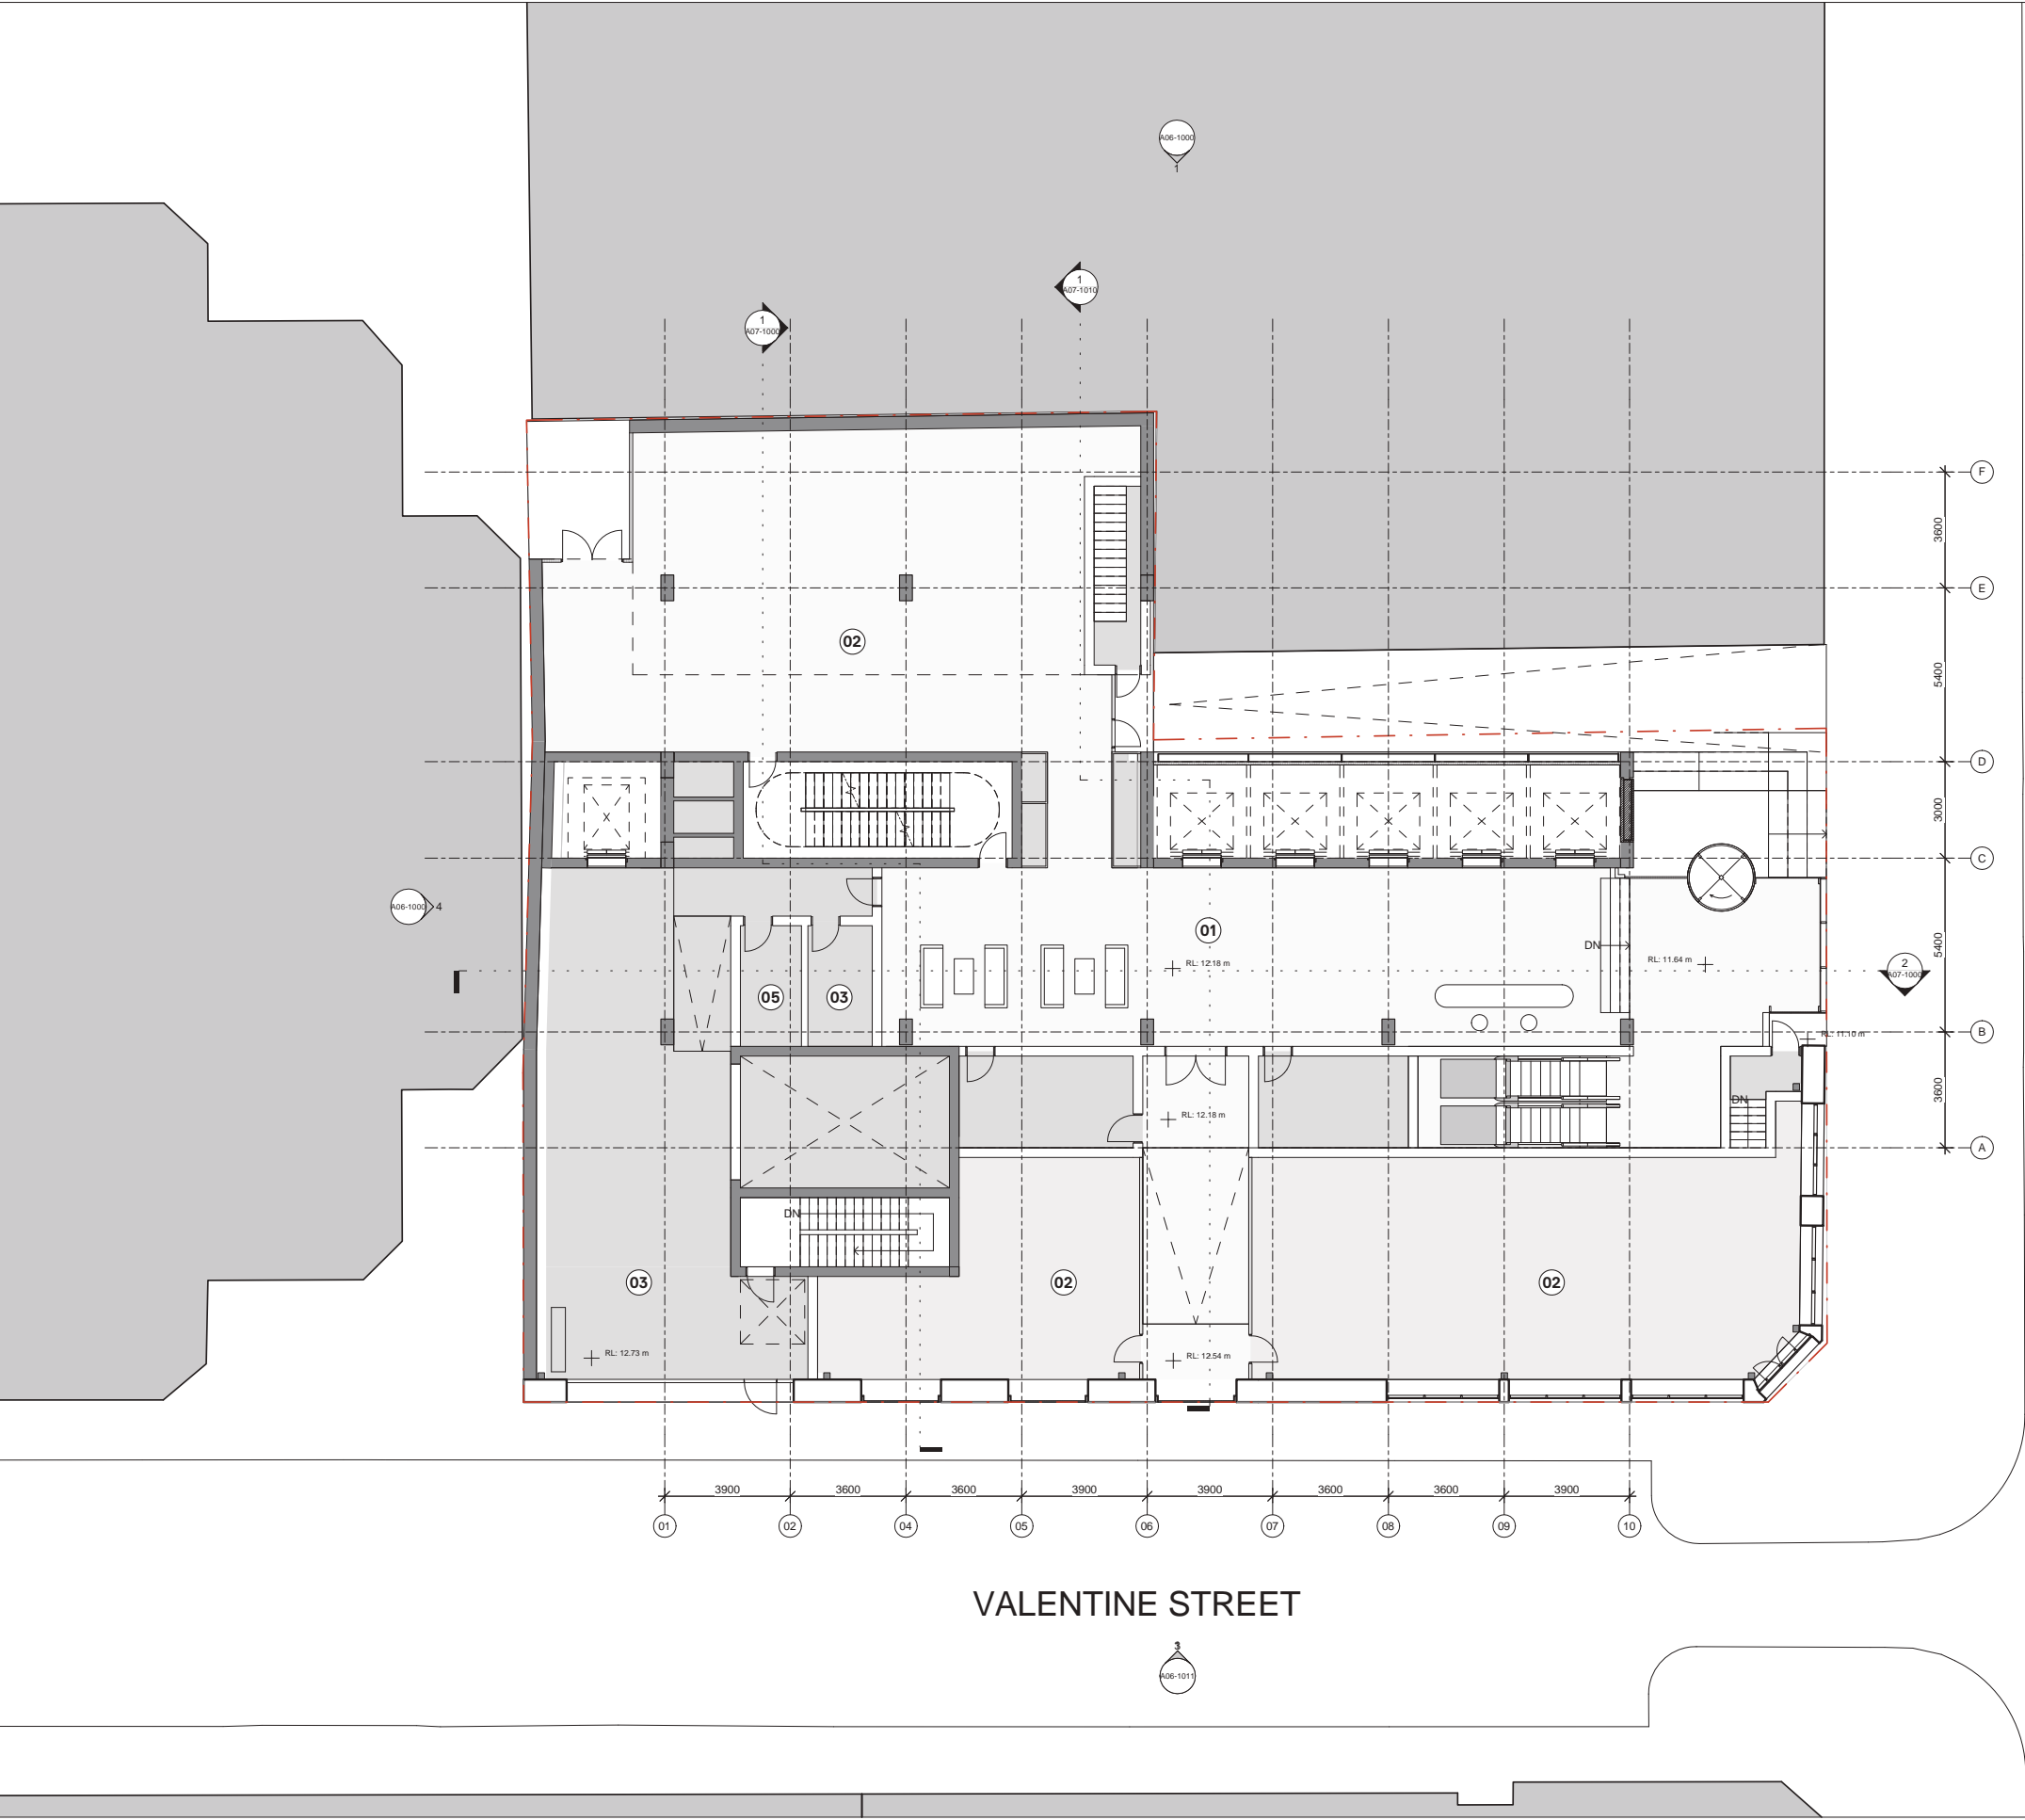 A06-1000
1
1
A07-1010
1
A07-1000
F
3600
E
02
5400
D
3000
C
A06-1000 4
01
DN
5400
RL: 12.18 m
RL: 11.64 m
2
A07-1000
05
03
B
RL: 11.10 m
3600
DN
RL: 12.18 m
A
DN
03
02
02
RL: 12.73 m
RL: 12.54 m
3900
3600
3600
3900
3900
3600
3600
3900
01
02
04
05
06
07
08
09
10
VALENTINE STREET
3
A06-1011